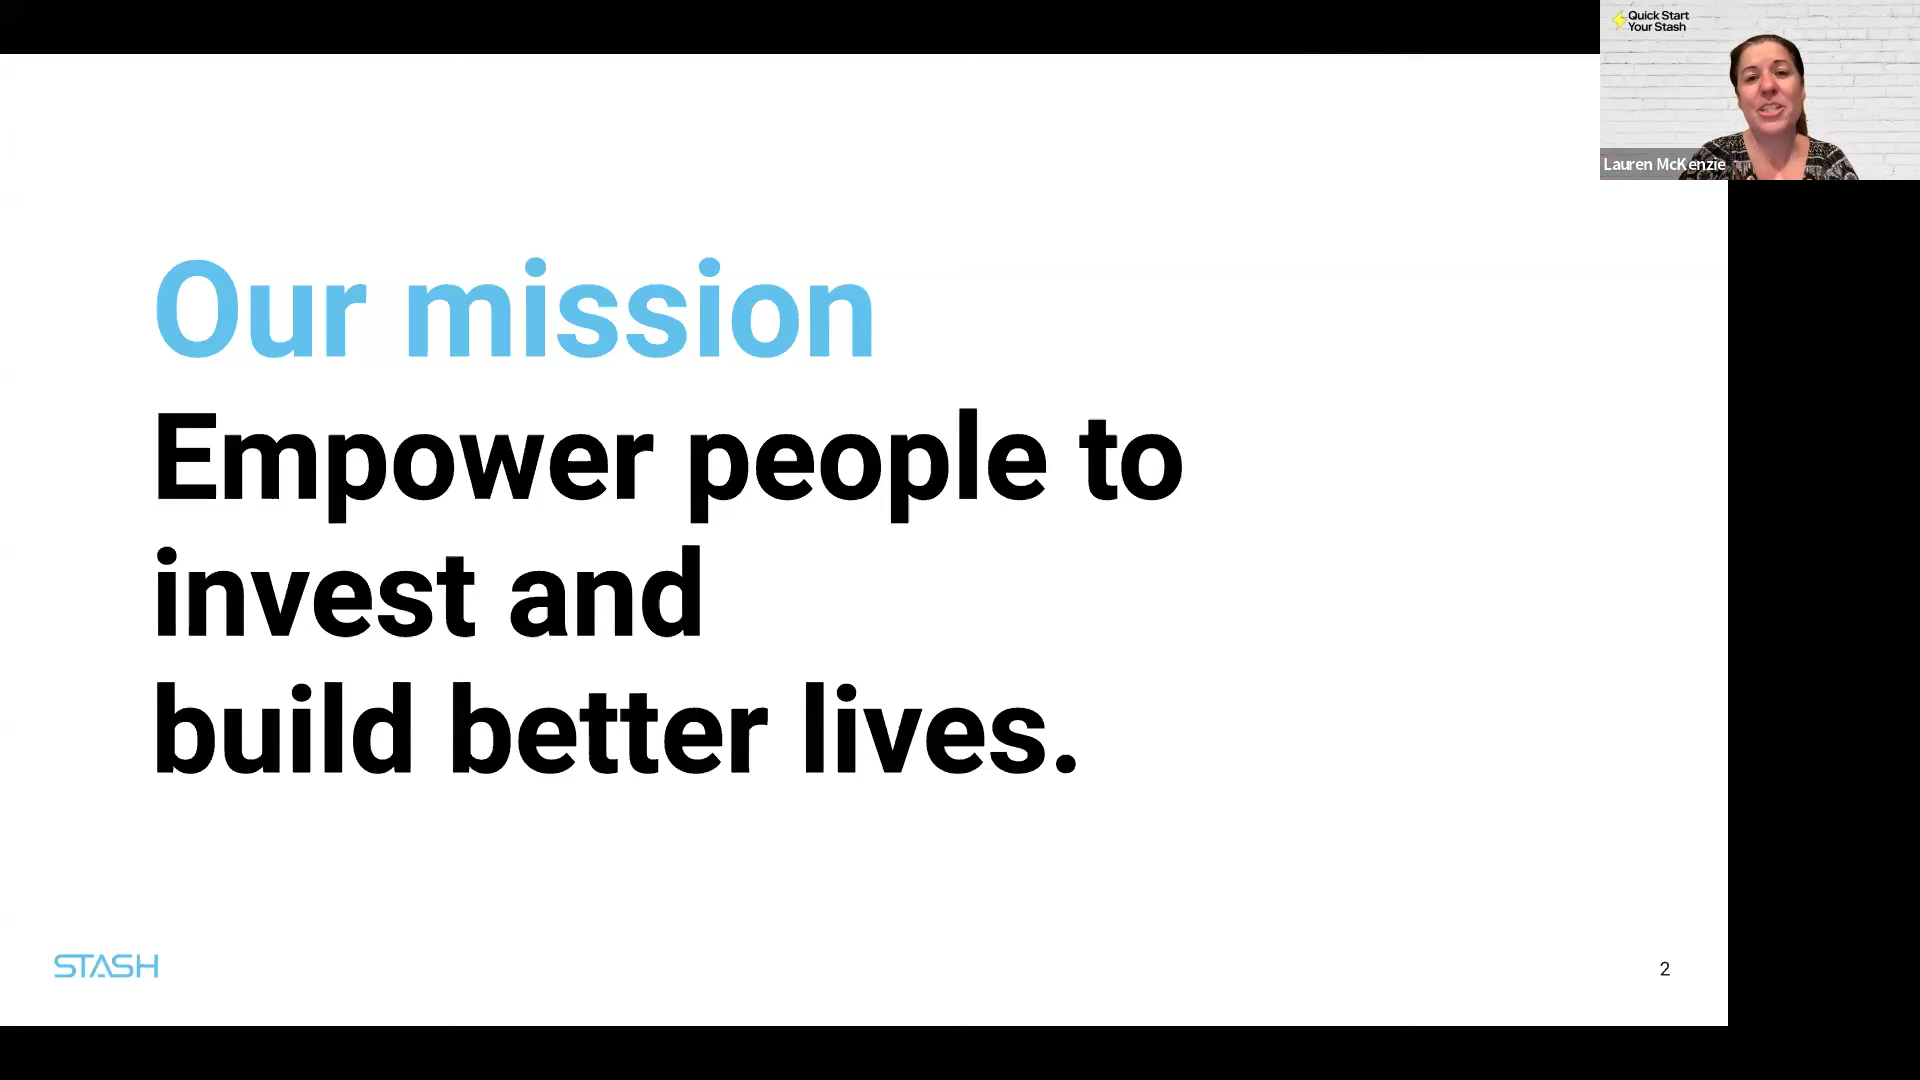 Quick Start
Your Stash
Lauren McKenzie
Our mission
Empower people to
invest and
build better lives.
STASH
2